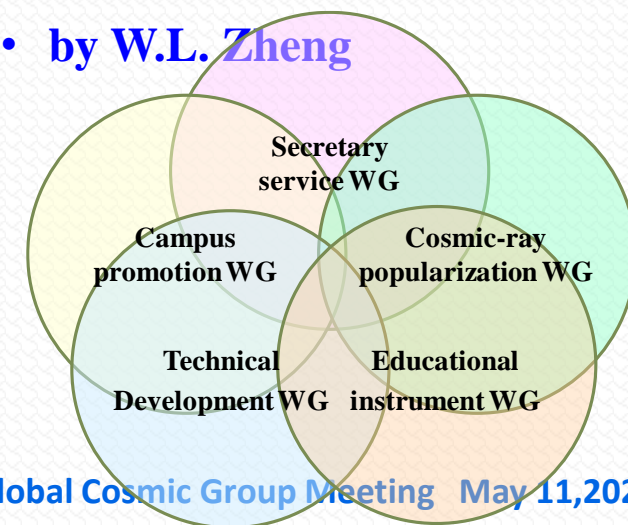 • by W.L. Zheng
Secretary
service WG
Campus
promotion WG
Cosmic-ray
popularization WG
Technical
Development WG
Educational
instrument WG
lobal Cosmic Group Meeting May 11,202